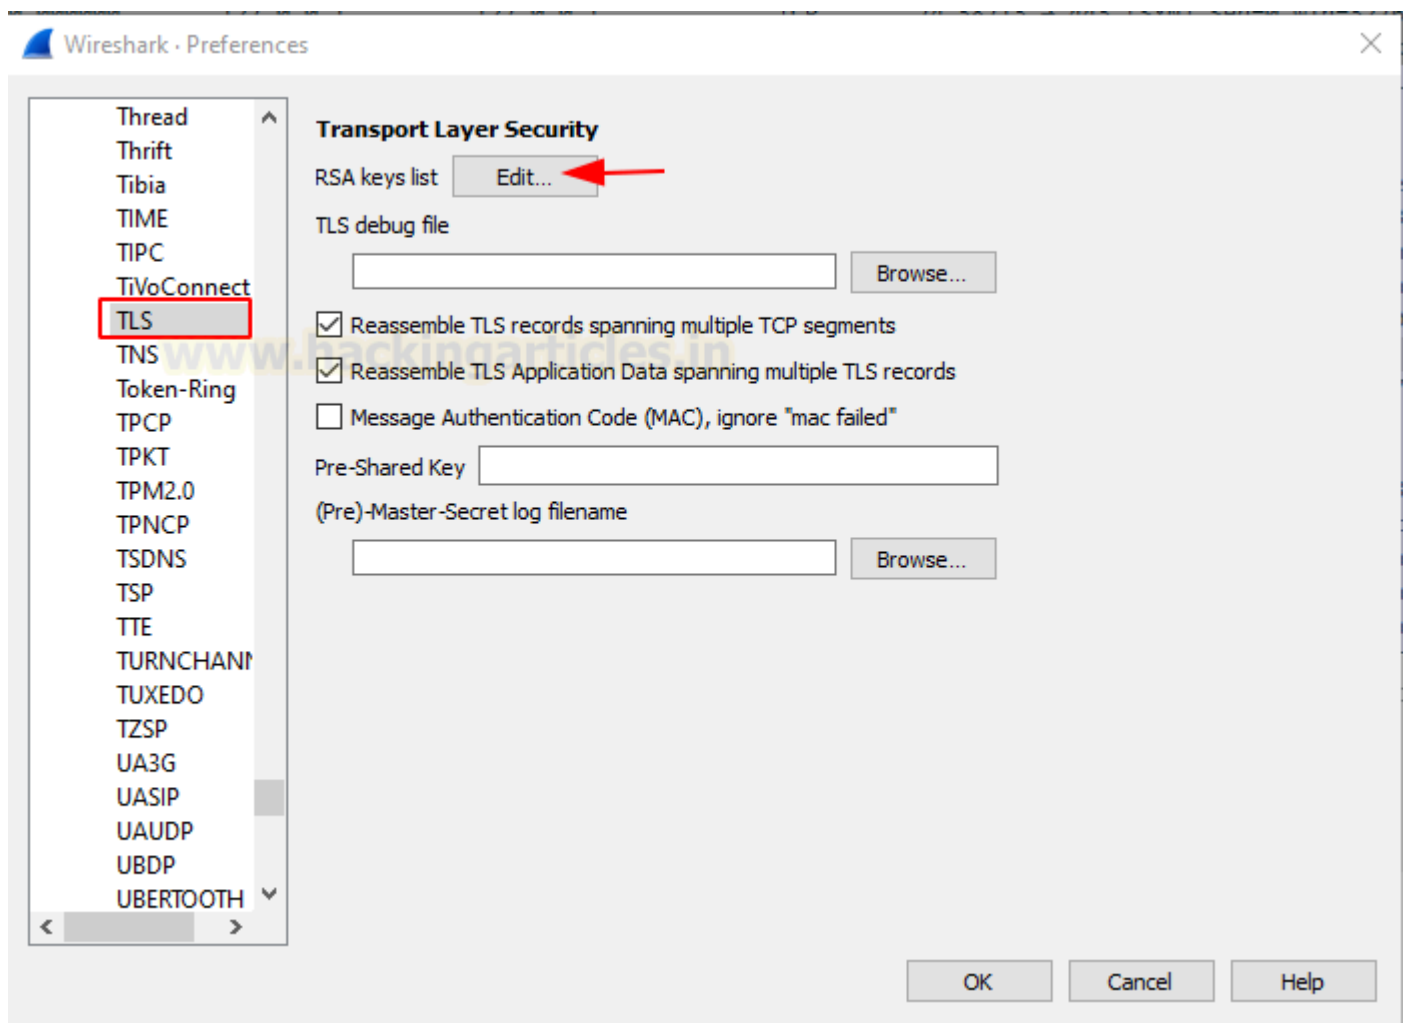 Wireshark · Preferences
Thread
Thrift
Tibia
TIME
TIPC
TiVoConnect
TLS
TNS
Token-Ring
TPCP
TPKT
TPM2.0
TPNCP
TSDNS
TSP
TTE
TURNCHANN
TUXEDO
TZSP
UA3G
UASIP
UAUDP
UBDP
UBERTOOTH
Transport Layer Security
RSA keys list Edit...
TLS debug file
Browse...
Reassemble TLS records spanning multiple TCP segments
www.hackingarticles.in
Reassemble TLS Application Data spanning multiple TLS records
Message Authentication Code (MAC), ignore "mac failed"
Pre-Shared Key
(Pre)-Master-Secret log filename
Browse...
OK Cancel Help